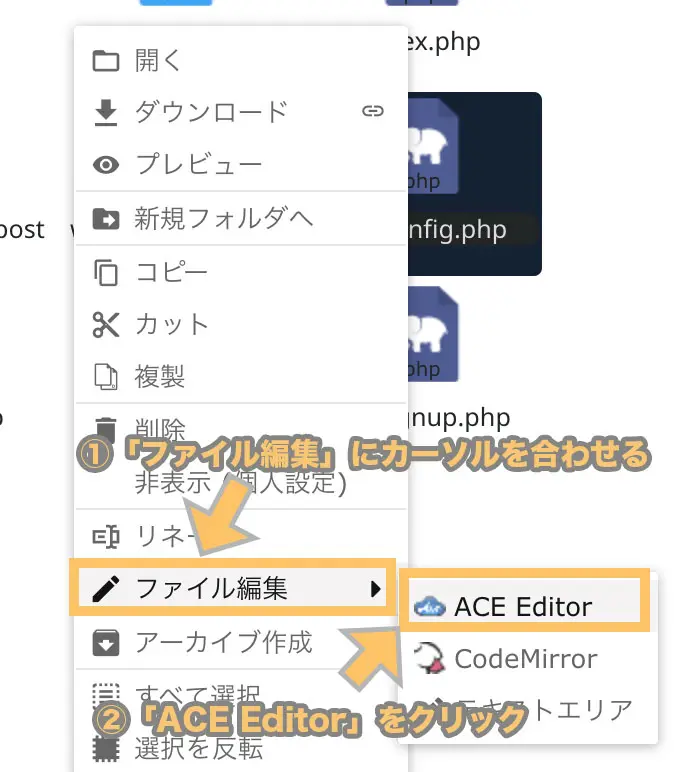 開く
ex.php
ダウンロード
プレビュー
php
新規フォルダへ
post
nfig.php
コピー
カット
複製
php
削除
nup.php
①「ファイル編集」にカーソルを合わせる
非表示 (個人設定)
リネー
ファイル編集
ACE Editor
アーカイブ作成
CodeMirror
すべて選択
テキストエリア
②「ACE Editor」をクリック
選択を反転